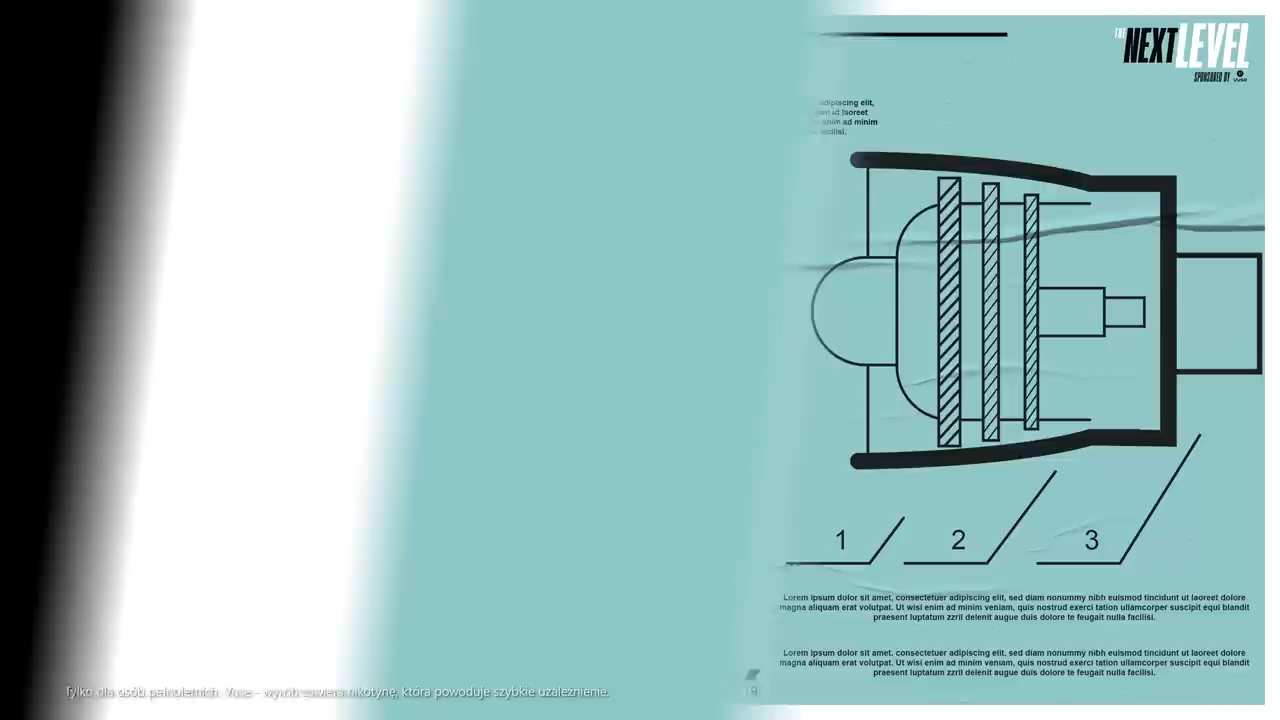 THE
NEXT LEVEL
SPONSORED BY VUSE
adipiscing elit,
id laoreet
enim ad minim
facilisi.
1 2 3
Lorem ipsum dolor sit amet, consectetuer adipiscing elit, sed diam nonummy nibh euismod tincidunt ut laoreet dolore
magna aliquam erat volutpat. Ut wisi enim ad minim veniam, quis nostrud exerci tation ullamcorper suscipit equi blandit
praesent luptatum zzril delenit augue duis dolore te feugait nulla facilisi.
Lorem ipsum dolor sit amet, consectetuer adipiscing elit, sed diam nonummy nibh euismod tincidunt ut laoreet dolore
magna aliquam erat volutpat. Ut wisi enim ad minim veniam, quis nostrud exerci tation ullamcorper suscipit equi blandit
praesent luptatum zzril delenit augue duis dolore te feugait nulla facilisi.
Tylko dla osób pełnoletnich. Vuse - wyrób zawiera nikotynę, która powoduje szybkie uzależnienie.